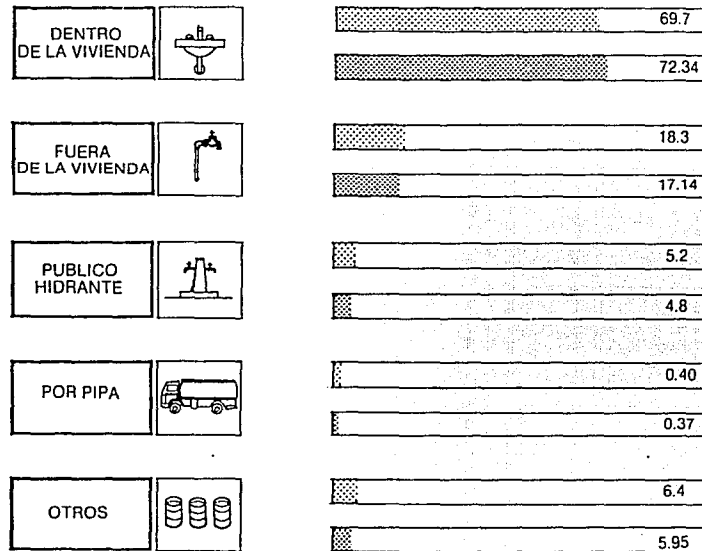 DENTRO
DE LA VIVIENDA
69.7
72.34
FUERA
DE LA VIVIENDA
18.3
17.14
PUBLICO
HIDRANTE
5.2
4.8
POR PIPA
0.40
0.37
OTROS
6.4
5.95